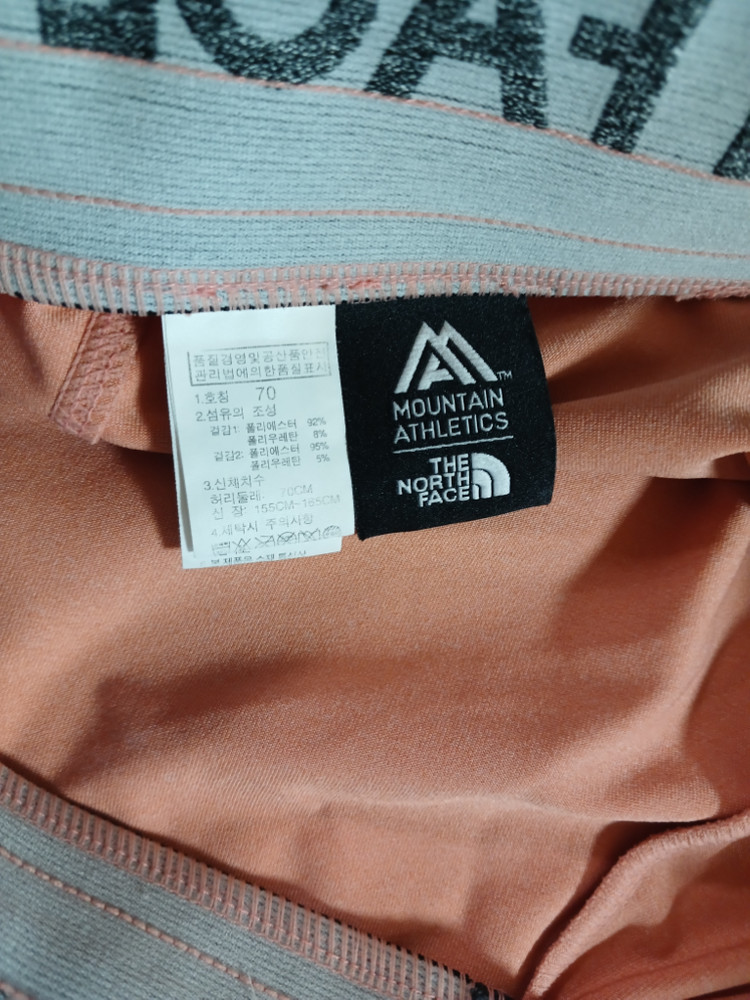 품질경영및공산품안전
관리법에의한품질표시
1.호칭 70
2.섬유의 조성
겉감1: 폴리에스터 92%
폴리우레탄 8%
겉감2: 폴리에스터 95%
폴리우레탄 5%
3.신체치수
허리둘레: 70CM
신 장: 155CM-165CM
4.세탁시 주의사항
MOUNTAIN
ATHLETICS
THE
NORTH
FACE